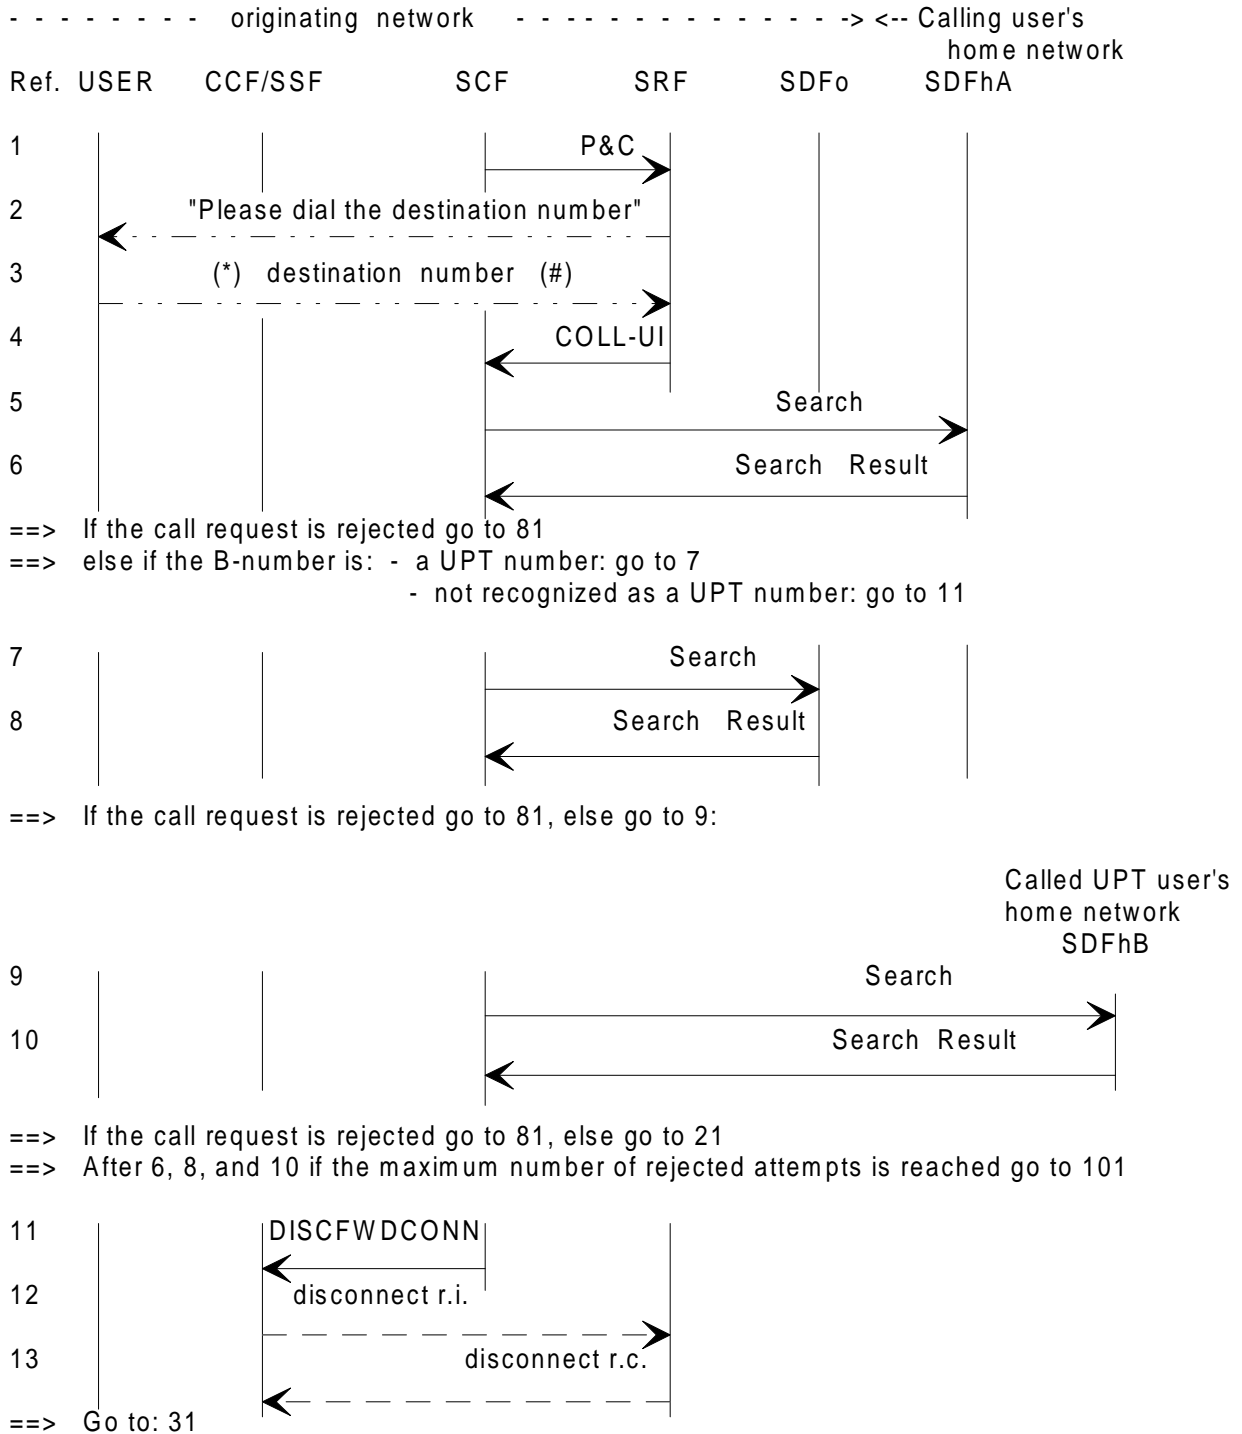 - - - - - - - - originating network - - - - - - - - - - - - - - -> <-- Calling user's
home network
Ref. USER CCF/SSF SCF SRF SDFo SDFhA
1 P&C
2 "Please dial the destination number"
3 (*) destination number (#)
4 COLL-UI
5 Search
6 Search Result
==> If the call request is rejected go to 81
==> else if the B-number is: - a UPT number: go to 7
- not recognized as a UPT number: go to 11
7 Search
8 Search Result
==> If the call request is rejected go to 81, else go to 9:
Called UPT user's
home network
SDFhB
9 Search
10 Search Result
==> If the call request is rejected go to 81, else go to 21
==> After 6, 8, and 10 if the maximum number of rejected attempts is reached go to 101
11 DISCFWDCONN
12 disconnect r.i.
13 disconnect r.c.
==> Go to: 31